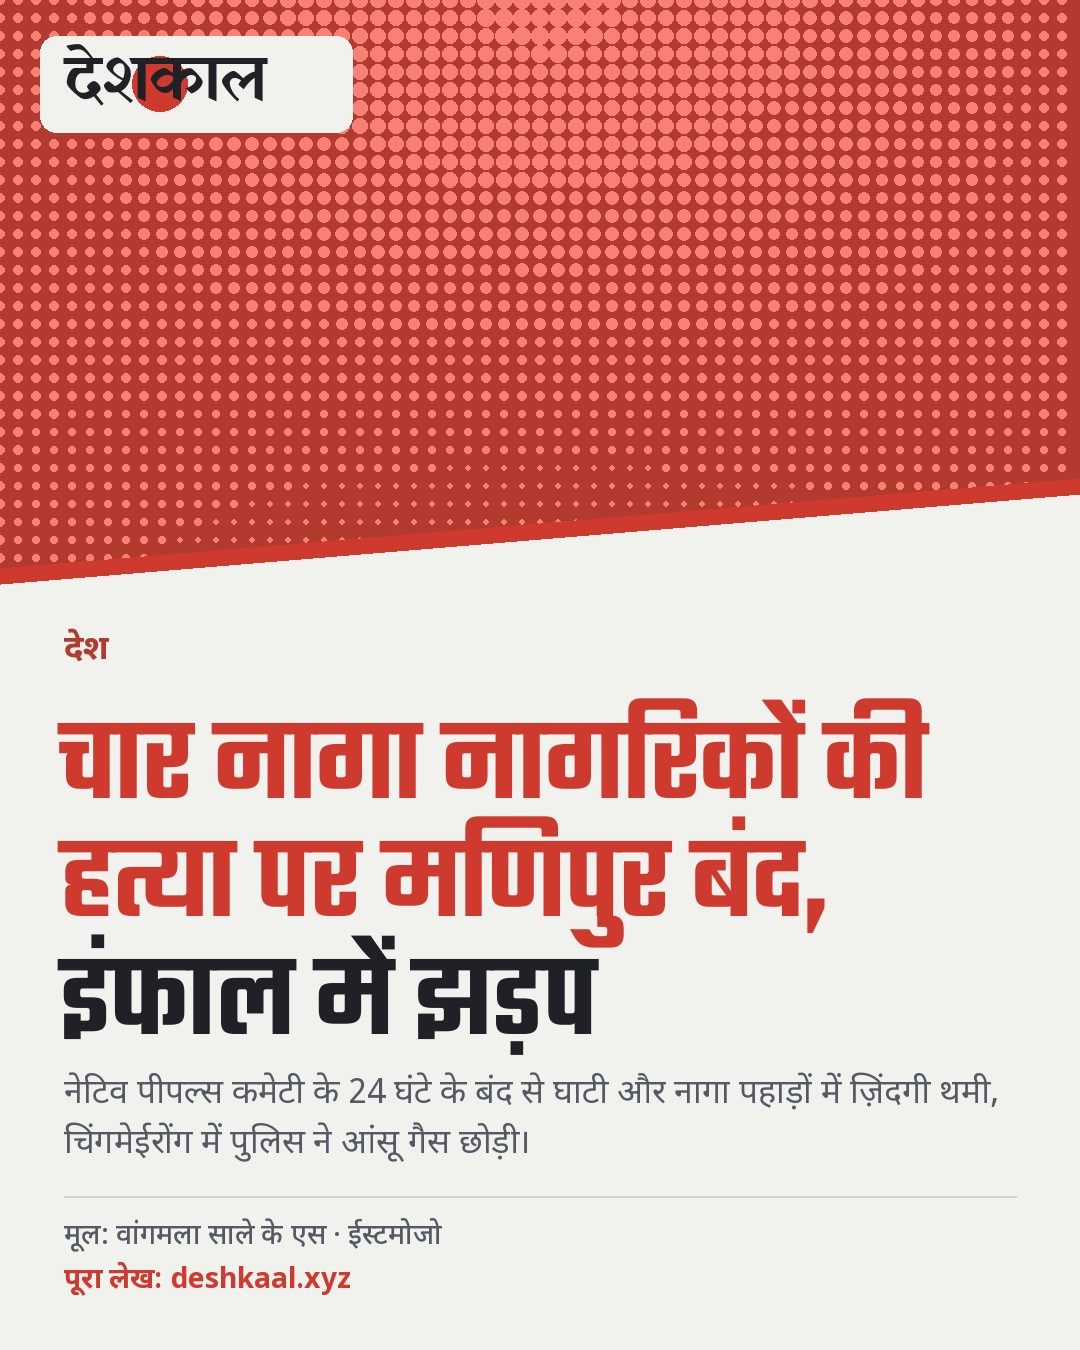 देशकाल
देश
चार नागा नागरिकों की
हत्या पर मणिपुर बंद,
इंफाल में झड़प
नेटिव पीपल्स कमेटी के 24 घंटे के बंद से घाटी और नागा पहाड़ों में ज़िंदगी थमी,
चिंगमेईरोंग में पुलिस ने आंसू गैस छोड़ी।
मूल: वांगमला साले के एस · ईस्टमोजो
पूरा लेख: deshkaal.xyz